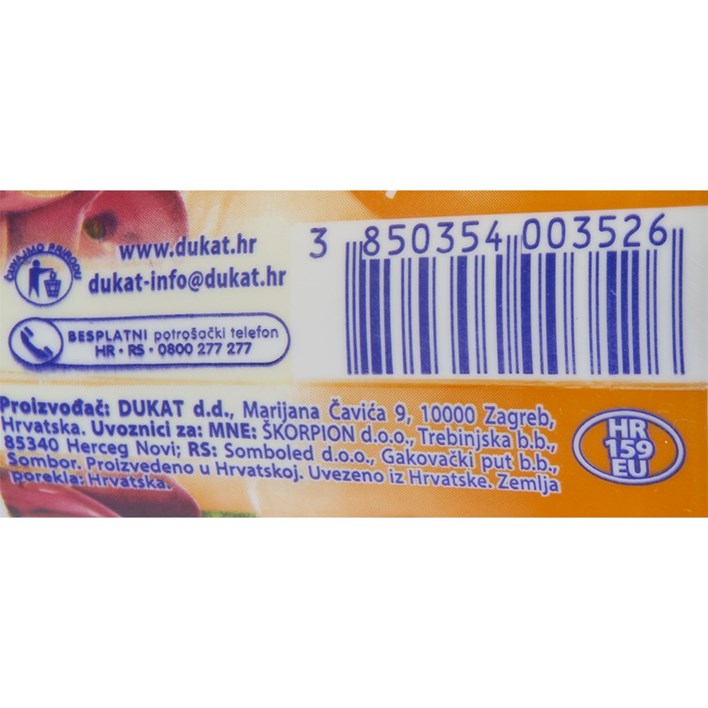 ČUVAJMO PRIRODU
www.dukat.hr
dukat-info@dukat.hr
BESPLATNI potrošački telefon
HR • RS • 0800 277 277
3 850354 003526
Proizvođač: DUKAT d.d., Marijana Čavića 9, 10000 Zagreb,
Hrvatska. Uvoznici za: MNE: ŠKORPION d.o.o., Trebinjska b.b.,
85340 Herceg Novi; RS: Somboled d.o.o., Gakovački put b.b.,
Sombor. Proizvedeno u Hrvatskoj. Uvezeno iz Hrvatske. Zemlja
porekla: Hrvatska.
HR
159
EU